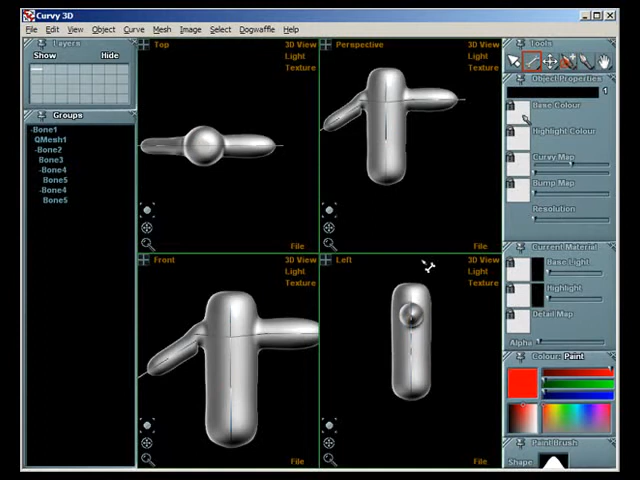 Curvy 3D
File Edit View Object Curve Mesh Image Select Dogwaffle Help
Layers
Show Hide
Groups
-Bone1
QMesh1
-Bone2
Bone3
-Bone4
Bone5
-Bone4
Bone5
Top 3D View
Light
Texture
File
Perspective 3D View
Light
Texture
File
Front 3D View
Light
Texture
File
Left 3D View
Light
Texture
File
Tools
Object Properties
1
Base Colour
Highlight Colour
Curvy Map
Bump Map
Resolution
Current Material
Base Light
Highlight
Detail Map
Alpha
Colour: Paint
Paint Brush
Shape